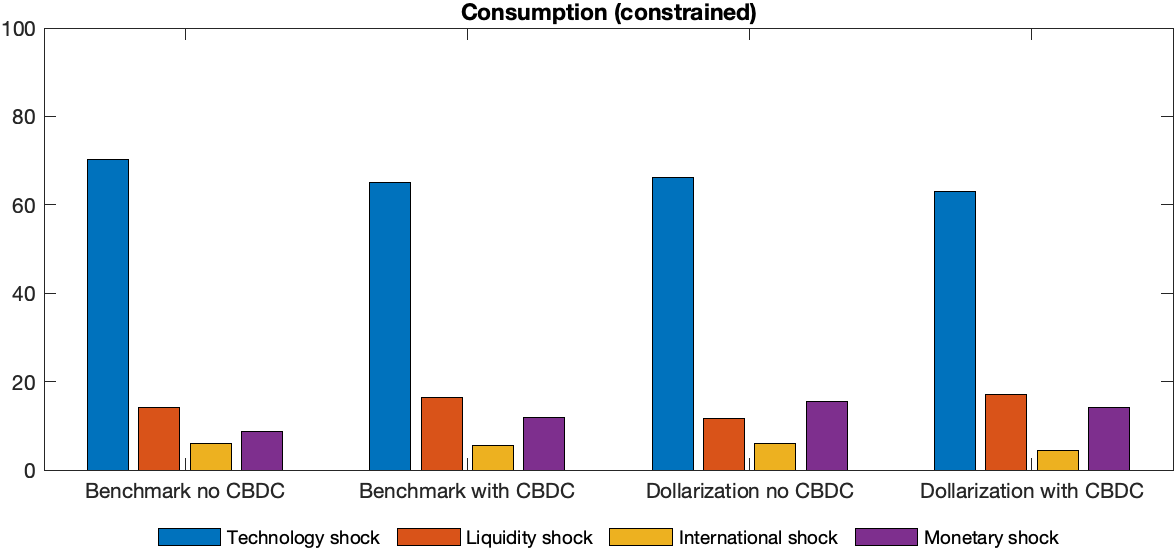 Consumption (constrained)
100
80
60
40
20
0
Benchmark no CBDC Benchmark with CBDC Dollarization no CBDC Dollarization with CBDC
Technology shock Liquidity shock International shock Monetary shock